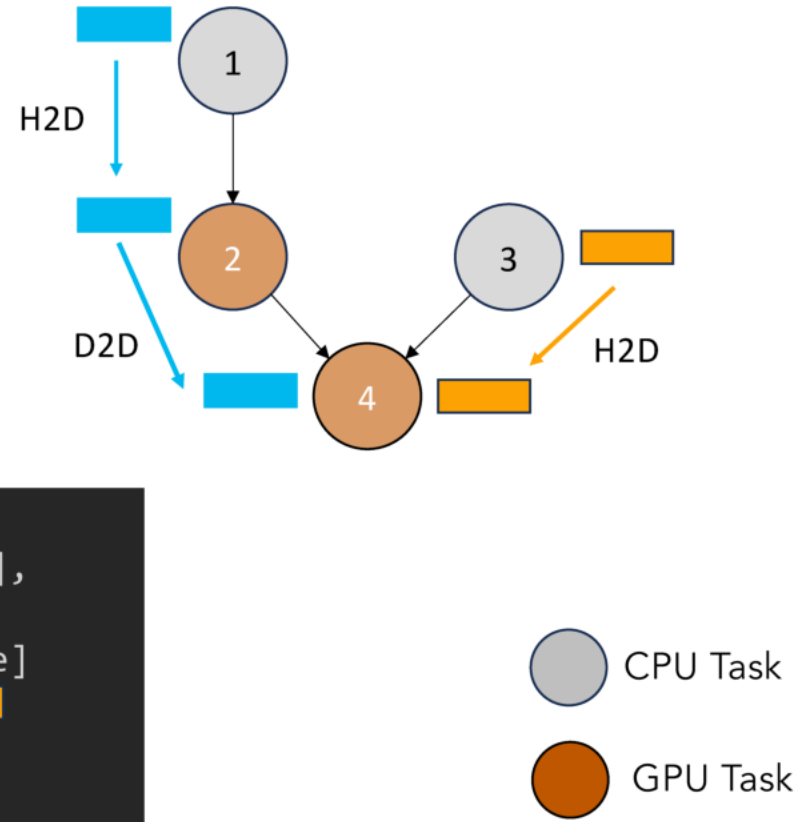 1
H2D
2
3
D2D
H2D
4
],
e]
CPU Task
GPU Task